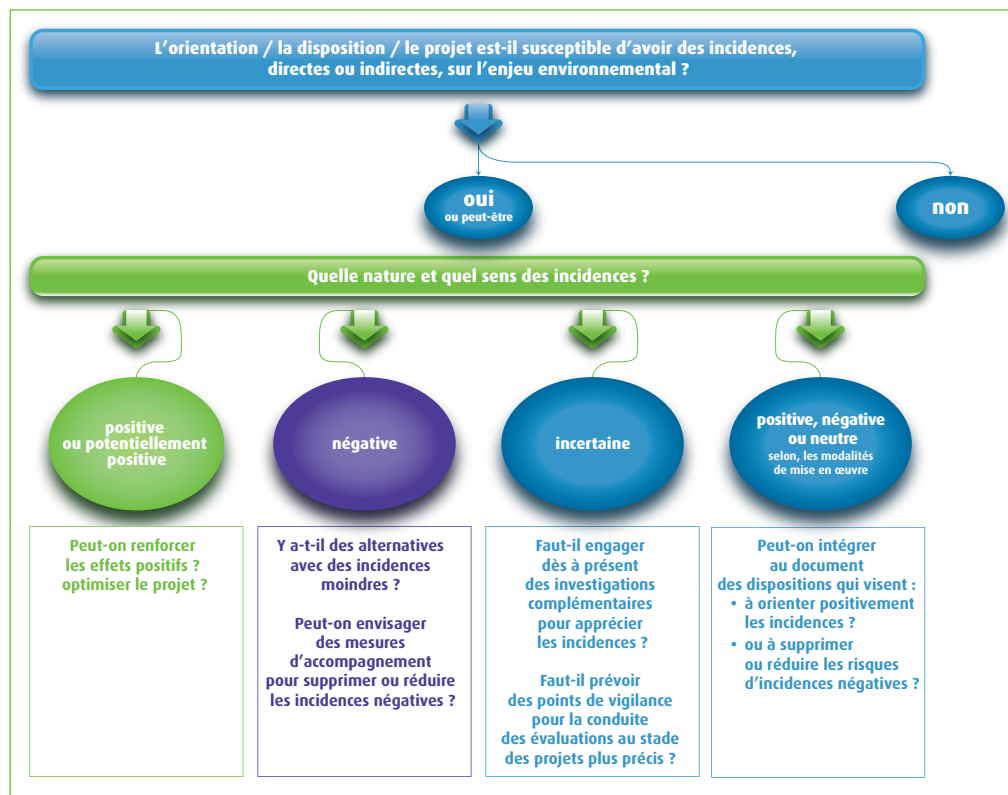 L'orientation / la disposition / le projet est-il susceptible d'avoir des incidences,
directes ou indirectes, sur l'enjeu environnemental ?
oui
ou peut-être
non
Quelle nature et quel sens des incidences ?
positive
ou potentiellement
positive
négative
incertaine
positive, négative
ou neutre
selon, les modalités
de mise en œuvre
Peut-on renforcer
les effets positifs ?
optimiser le projet ?
Y a-t-il des alternatives
avec des incidences
moindres ?
Peut-on envisager
des mesures
d'accompagnement
pour supprimer ou réduire
les incidences négatives ?
Faut-il engager
dès à présent
des investigations
complémentaires
pour apprécier
les incidences ?
Faut-il prévoir
des points de vigilance
pour la conduite
des évaluations au stade
des projets plus précis ?
Peut-on intégrer
au document
des dispositions qui visent :
• à orienter positivement
les incidences ?
• ou à supprimer
ou réduire les risques
d'incidences négatives ?